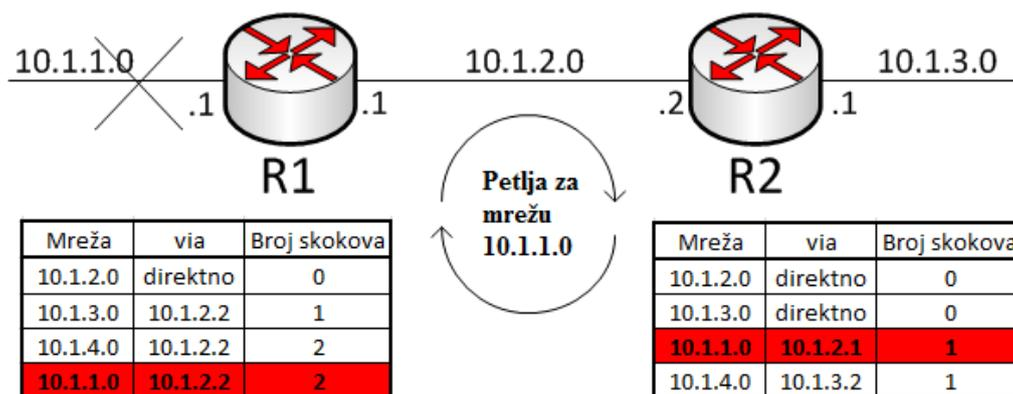 10.1.1.0 10.1.2.0 10.1.3.0
.1 .1 .2 .1
R1 R2
Petlja za
mrežu
10.1.1.0
Mreža via Broj skokova
10.1.2.0 direktno 0
10.1.3.0 10.1.2.2 1
10.1.4.0 10.1.2.2 2
10.1.1.0 10.1.2.2 2
Mreža via Broj skokova
10.1.2.0 direktno 0
10.1.3.0 direktno 0
10.1.1.0 10.1.2.1 1
10.1.4.0 10.1.3.2 1